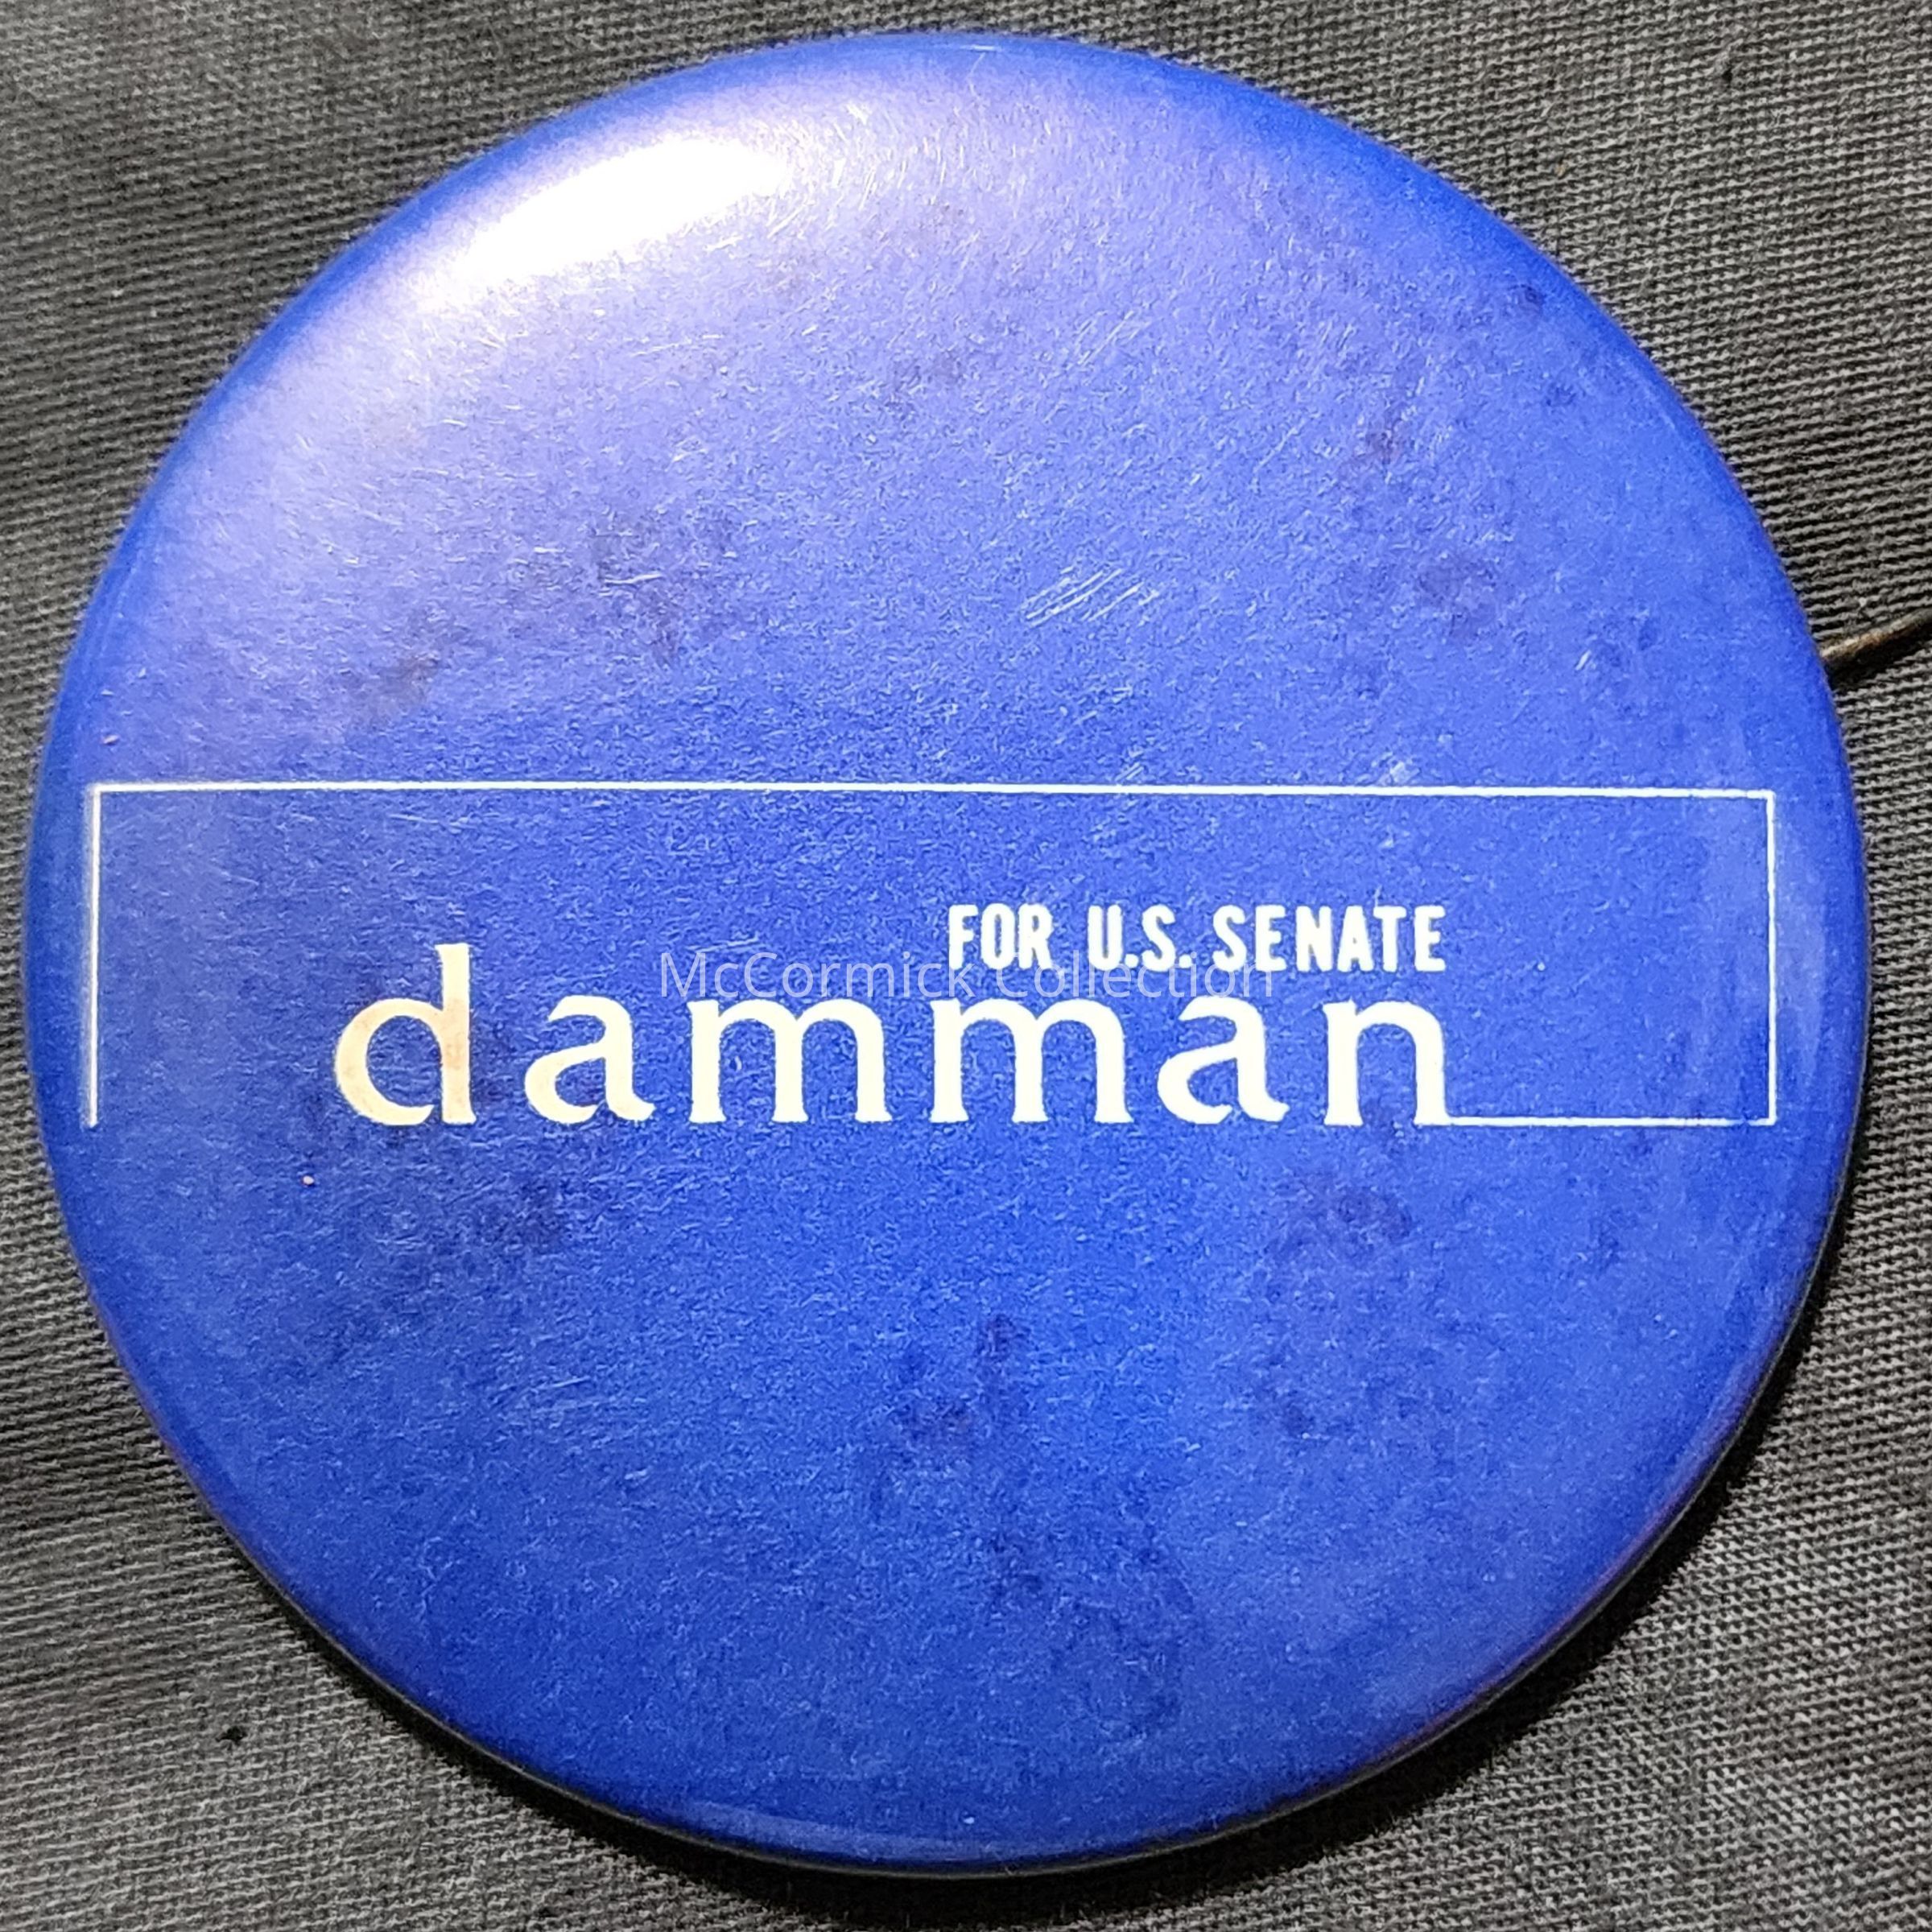 FOR U.S. SENATE
McCormick Collection
damman